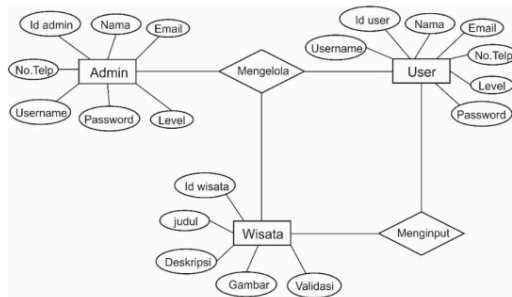 Id admin
Nama
Email
No.Telp
Admin
Username
Password
Level
Mengelola
Id user
Nama
Email
Username
No.Telp
User
Level
Password
Id wisata
judul
Wisata
Deskripsi
Gambar
Validasi
Menginput